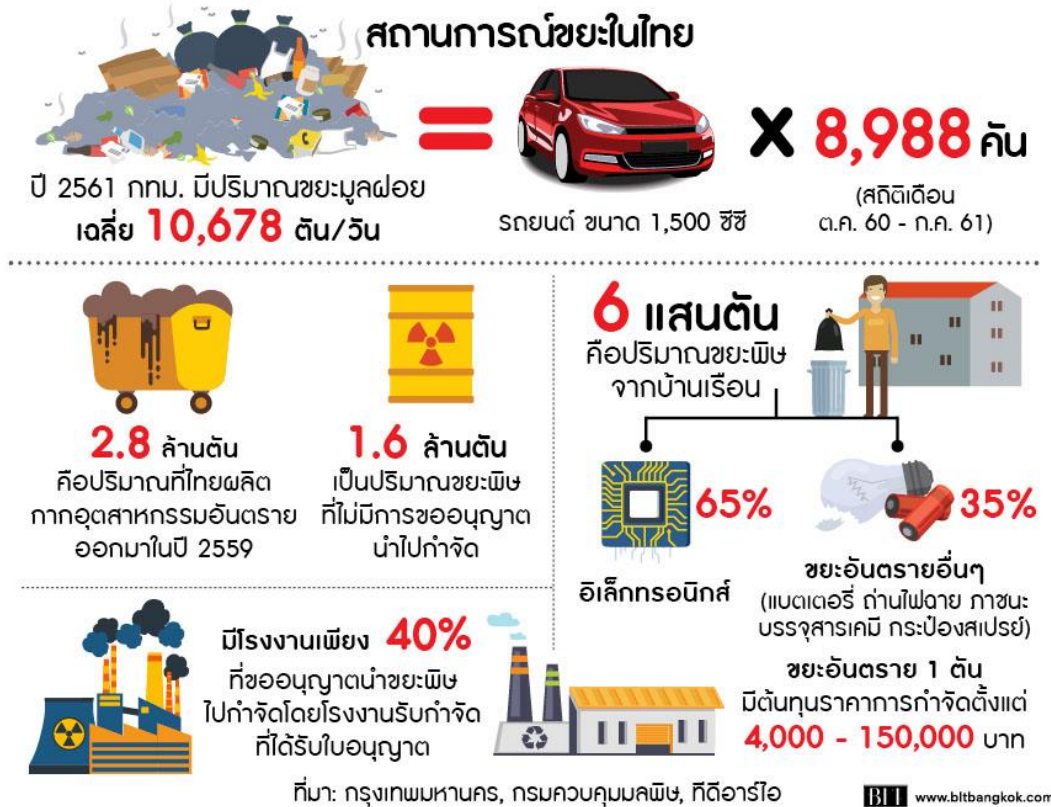 สถานการณ์ขยะในไทย
ปี 2561 กทม. มีปริมาณขยะมูลฝอย
เฉลี่ย 10,678 ตัน/วัน
=
รถยนต์ ขนาด 1,500 ซีซี
X 8,988 คัน
(สถิติเดือน
ต.ค. 60 - ก.ค. 61)
2.8 ล้านตัน
คือปริมาณที่ไทยผลิต
กากอุตสาหกรรมอันตราย
ออกมาในปี 2559
1.6 ล้านตัน
เป็นปริมาณขยะพิษ
ที่ไม่มีการขออนุญาต
นำไปกำจัด
6 แสนตัน
คือปริมาณขยะพิษ
จากบ้านเรือน
65%
อิเล็กทรอนิกส์
35%
ขยะอันตรายอื่นๆ
(แบตเตอรี่ ถ่านไฟฉาย ภาชนะ
บรรจุสารเคมี กระป๋องสเปรย์)
ขยะอันตราย 1 ตัน
มีต้นทุนราคาการกำจัดตั้งแต่
4,000 - 150,000 บาท
มีโรงงานเพียง 40%
ที่ขออนุญาตนำขยะพิษ
ไปกำจัดโดยโรงงานรับกำจัด
ที่ได้รับใบอนุญาต
ที่มา: กรุงเทพมหานคร, กรมควบคุมมลพิษ, ทีดีอาร์ไอ
BLT www.bltbangkok.com